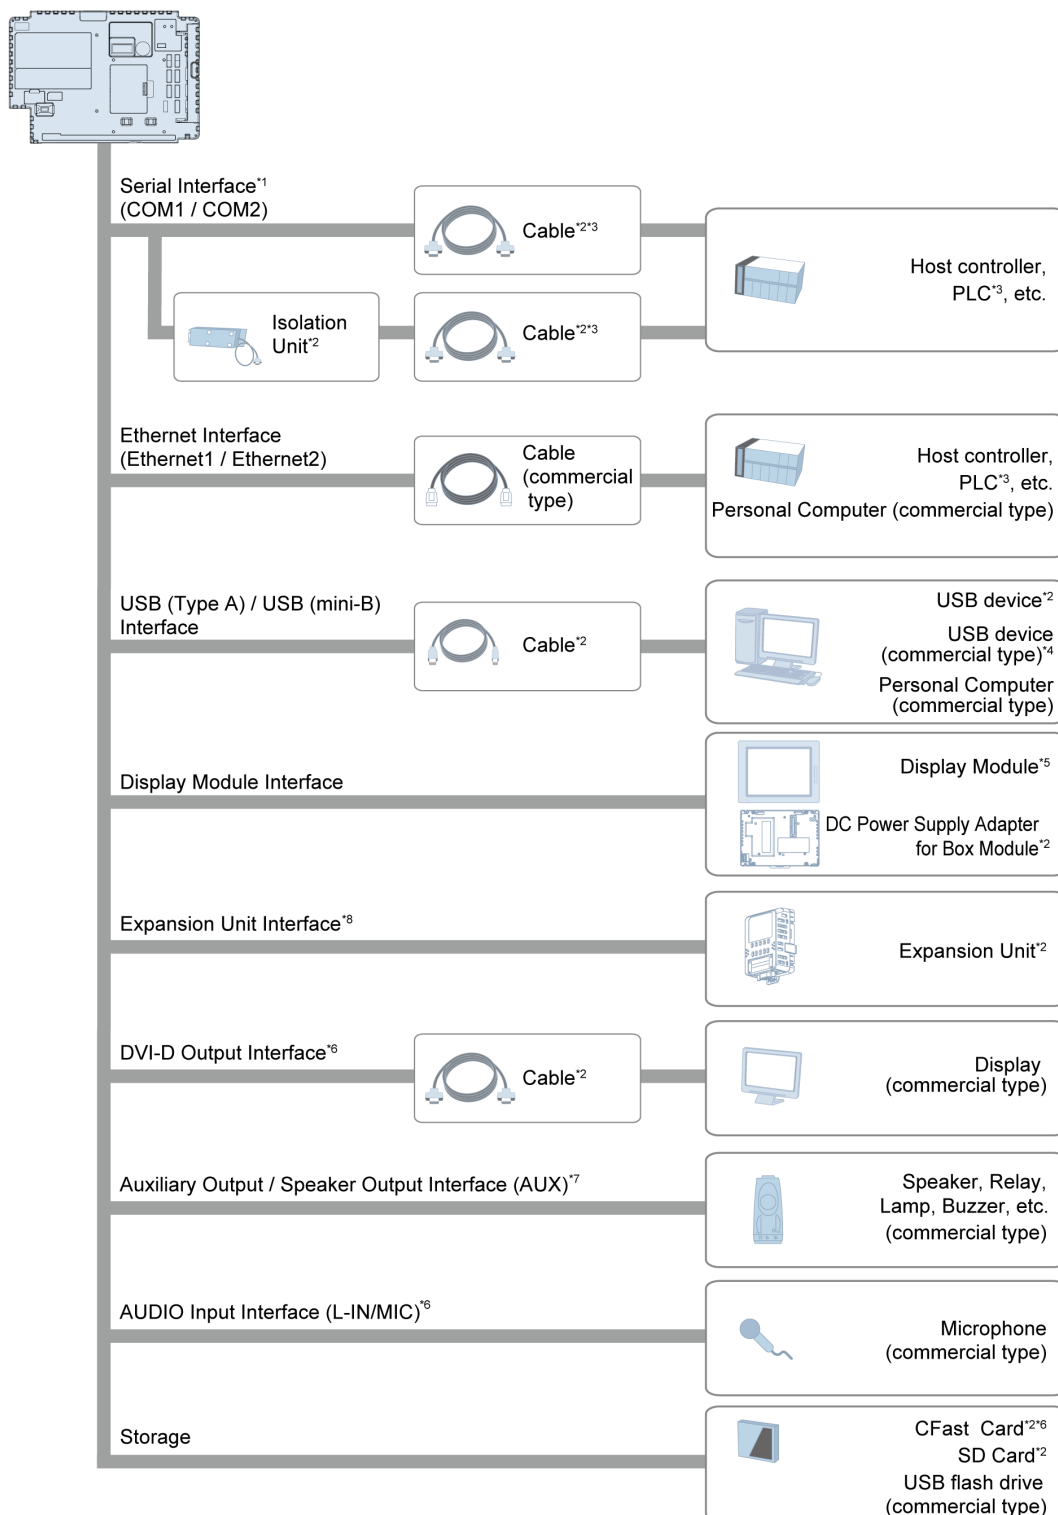 Serial Interface*1
(COM1 / COM2)
Cable*2*3
Host controller,
PLC*3, etc.
Isolation
Unit*2
Cable*2*3
Ethernet Interface
(Ethernet1 / Ethernet2)
Cable
(commercial
type)
Host controller,
PLC*3, etc.
Personal Computer (commercial type)
USB (Type A) / USB (mini-B)
Interface
Cable*2
USB device*2
USB device
(commercial type)*4
Personal Computer
(commercial type)
Display Module Interface
Display Module*5
DC Power Supply Adapter
for Box Module*2
Expansion Unit Interface*8
Expansion Unit*2
DVI-D Output Interface*6
Cable*2
Display
(commercial type)
Auxiliary Output / Speaker Output Interface (AUX)*7
Speaker, Relay,
Lamp, Buzzer, etc.
(commercial type)
AUDIO Input Interface (L-IN/MIC)*6
Microphone
(commercial type)
Storage
CFast Card*2*6
SD Card*2
USB flash drive
(commercial type)